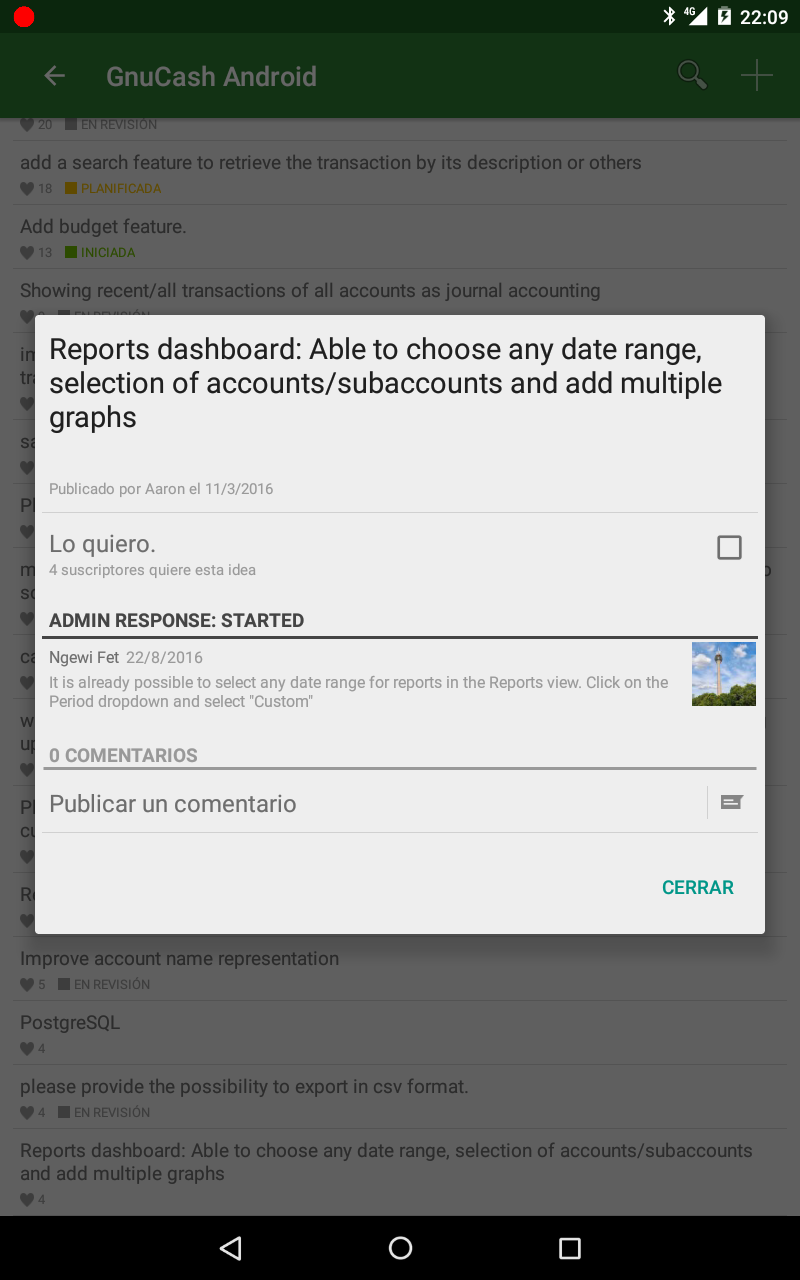 4G 22:09
GnuCash Android
20 EN REVISIÓN
add a search feature to retrieve the transaction by its description or others
18 PLANIFICADA
Add budget feature.
13 INICIADA
Showing recent/all transactions of all accounts as journal accounting
Reports dashboard: Able to choose any date range,
selection of accounts/subaccounts and add multiple
graphs
Publicado por Aaron el 11/3/2016
Lo quiero.
4 suscriptores quiere esta idea
ADMIN RESPONSE: STARTED
Ngewi Fet 22/8/2016
It is already possible to select any date range for reports in the Reports view. Click on the
Period dropdown and select "Custom"
0 COMENTARIOS
Publicar un comentario
CERRAR
Improve account name representation
5 EN REVISIÓN
PostgreSQL
4
please provide the possibility to export in csv format.
4 EN REVISIÓN
Reports dashboard: Able to choose any date range, selection of accounts/subaccounts
and add multiple graphs
4